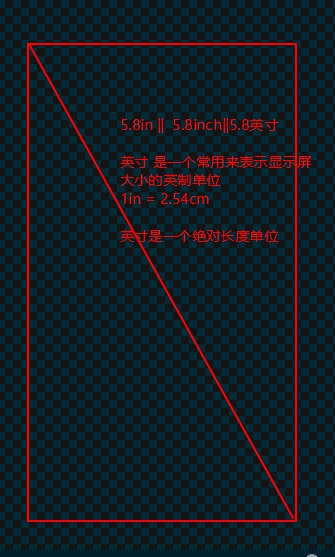 5.8in || 5.8inch||5.8英寸
英寸 是一个常用来表示显示屏
大小的英制单位
1in = 2.54cm
英寸是一个绝对长度单位